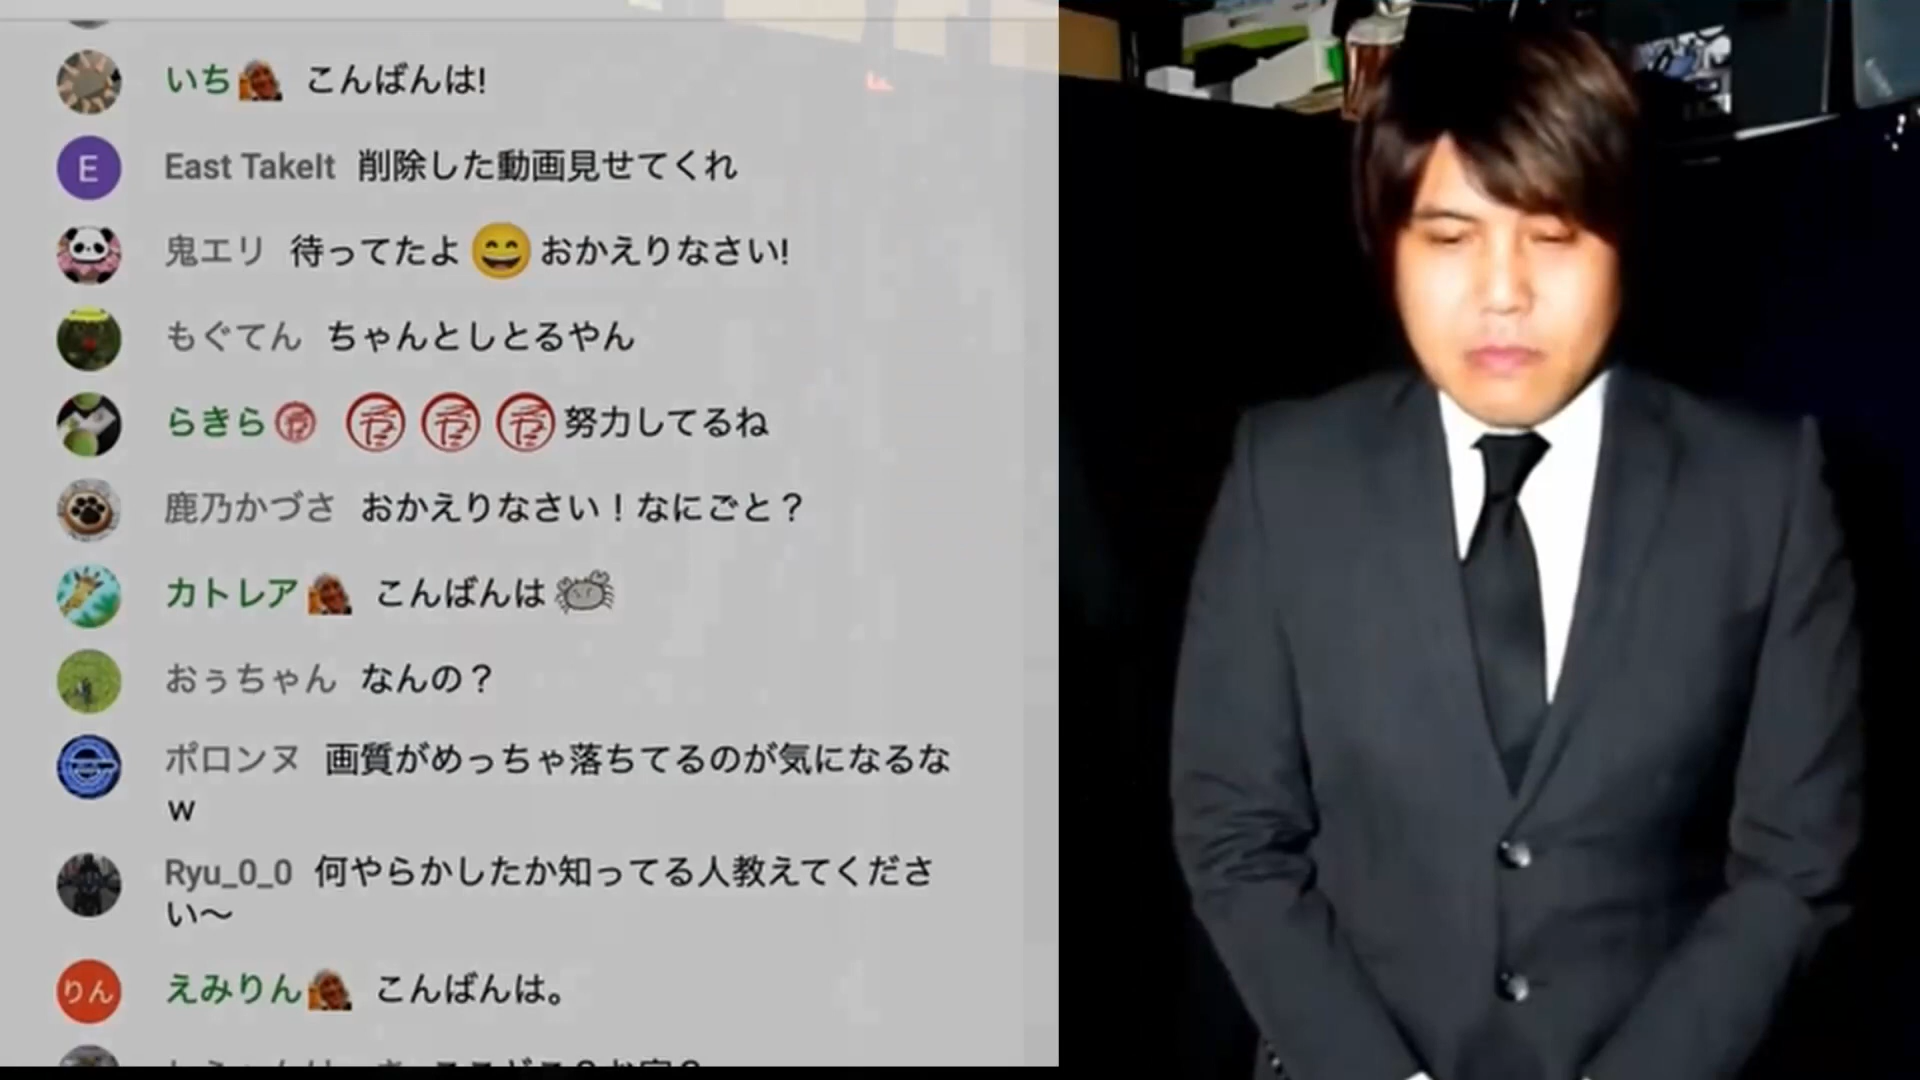 いち こんばんは!
E East TakeIt 削除した動画見せてくれ
鬼エリ 待ってたよ😄おかえりなさい!
もぐてん ちゃんとしとるやん
らきら 努力してるね
鹿乃かづさ おかえりなさい！なにごと？
カトレア こんばんは
おぅちゃん なんの？
ポロンヌ 画質がめっちゃ落ちてるのが気になるな
w
Ryu_0_0 何やらかしたか知ってる人教えてくださ
い～
りん えみりん こんばんは。